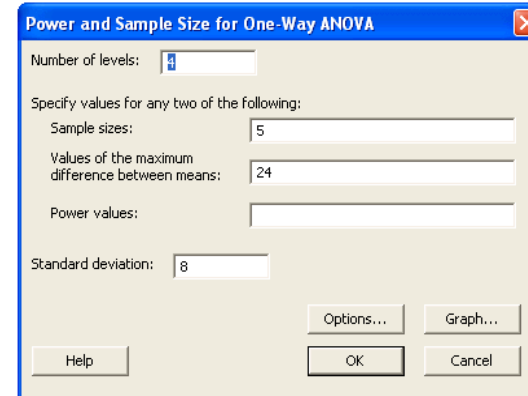 Power and Sample Size for One-Way ANOVA
Number of levels: 4
Specify values for any two of the following:
Sample sizes: 5
Values of the maximum
difference between means: 24
Power values:
Standard deviation: 8
Options... Graph...
Help OK Cancel